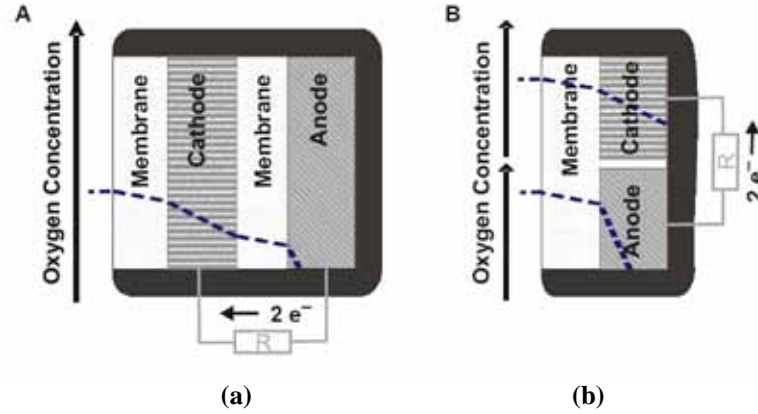 A
Oxygen Concentration
Membrane
Cathode
Membrane
Anode
2 e⁻
R
(a)
B
Oxygen Concentration
Oxygen Concentration
Membrane
Cathode
Anode
R
2 e⁻
(b)